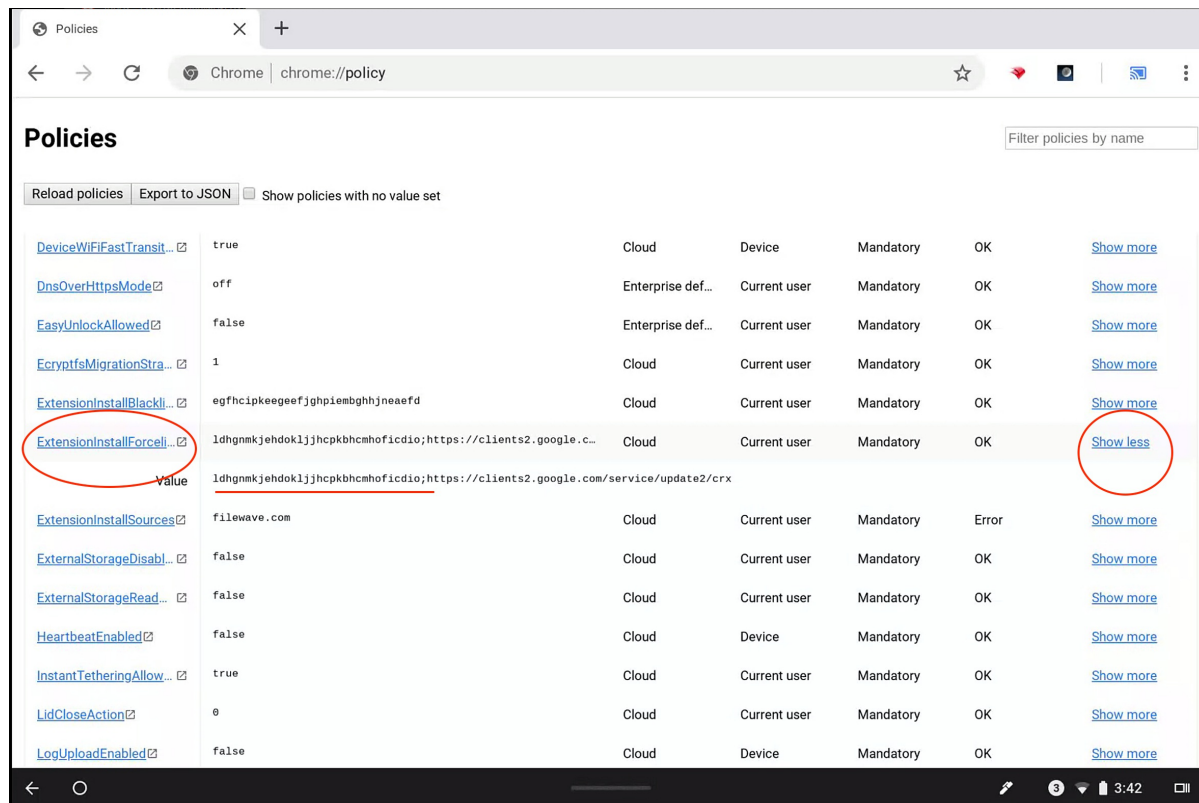 Policies
Chrome chrome://policy
Policies
Filter policies by name
Reload policies Export to JSON Show policies with no value set
DeviceWiFiFastTransit... true Cloud Device Mandatory OK Show more
DnsOverHttpsMode off Enterprise def... Current user Mandatory OK Show more
EasyUnlockAllowed false Enterprise def... Current user Mandatory OK Show more
EcryptfsMigrationStra... 1 Cloud Current user Mandatory OK Show more
ExtensionInstallBlackli... egfhcipkeegeefjghpiembghhjneaefd Cloud Current user Mandatory OK Show more
ExtensionInstallForceli... ldhgnmkjehdokljjhcpkbhcmhoficdio;https://clients2.google.c... Cloud Current user Mandatory OK Show less
Value ldhgnmkjehdokljjhcpkbhcmhoficdio;https://clients2.google.com/service/update2/crx
ExtensionInstallSources filewave.com Cloud Current user Mandatory Error Show more
ExternalStorageDisabl... false Cloud Current user Mandatory OK Show more
ExternalStorageRead... false Cloud Current user Mandatory OK Show more
HeartbeatEnabled false Cloud Device Mandatory OK Show more
InstantTetheringAllow... true Cloud Current user Mandatory OK Show more
LidCloseAction 0 Cloud Current user Mandatory OK Show more
LogUploadEnabled false Cloud Device Mandatory OK Show more
3 3:42